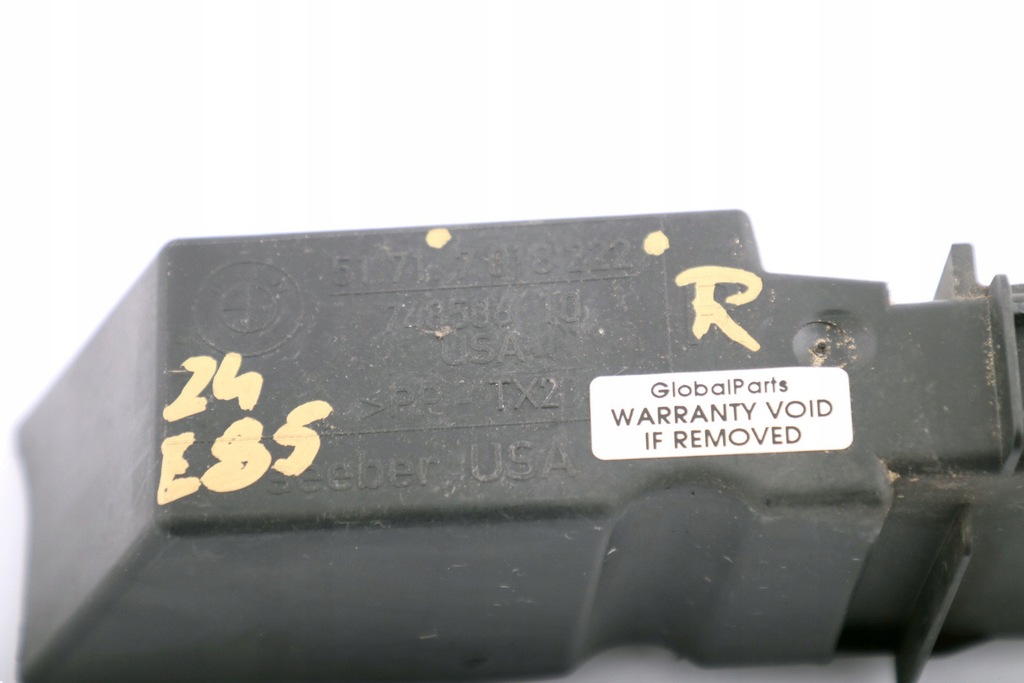 51 71 7 018 222
USA
>PP - TX2
seeber USA
24
E85
R
GlobalParts
WARRANTY VOID
IF REMOVED